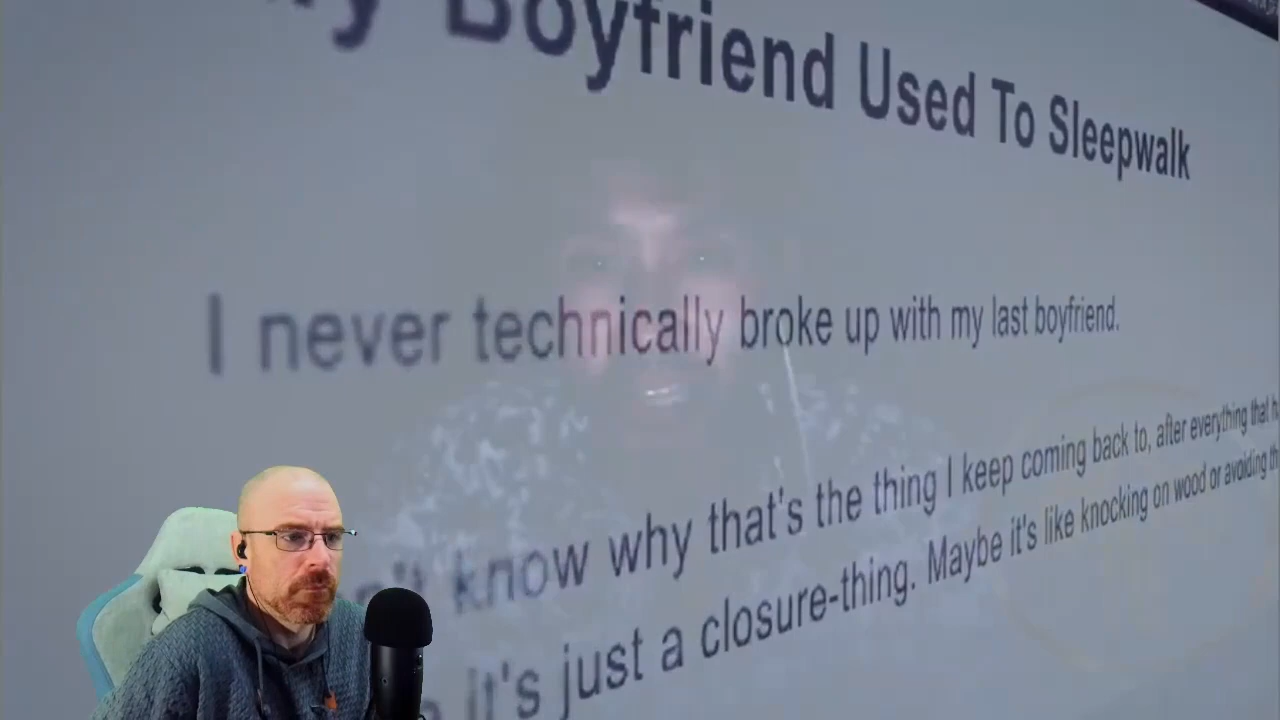 Boyfriend Used To Sleepwalk
I never technically broke up with my last boyfriend.
know why that's the thing I keep coming back to, after everything that
it's just a closure-thing. Maybe it's like knocking on wood or avoiding